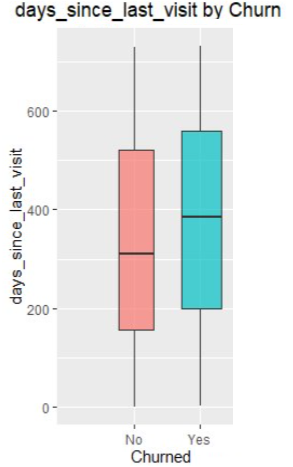 days_since_last_visit by Churn
days_since_last_visit
600
400
200
0
No Yes
Churned